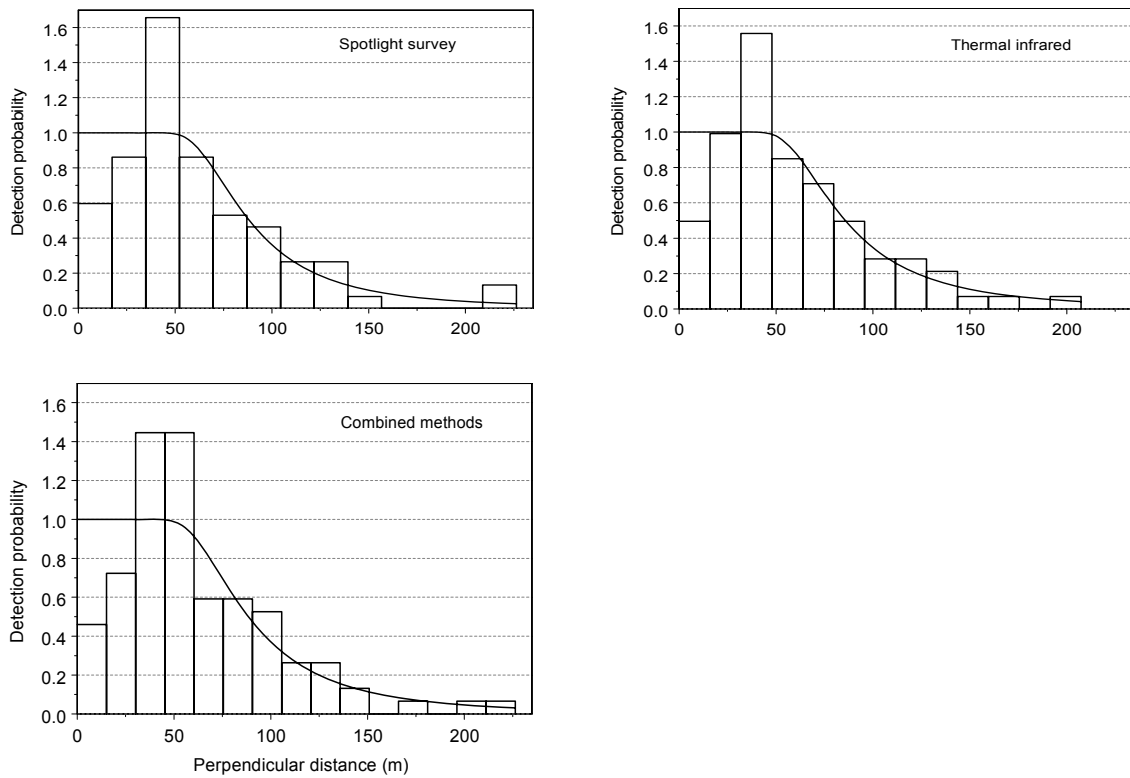 Spotlight survey
Detection probability
1.6
1.4
1.2
1.0
0.8
0.6
0.4
0.2
0.0
0 50 100 150 200
Thermal infrared
Detection probability
1.6
1.4
1.2
1.0
0.8
0.6
0.4
0.2
0.0
0 50 100 150 200
Combined methods
Detection probability
1.6
1.4
1.2
1.0
0.8
0.6
0.4
0.2
0.0
0 50 100 150 200
Perpendicular distance (m)